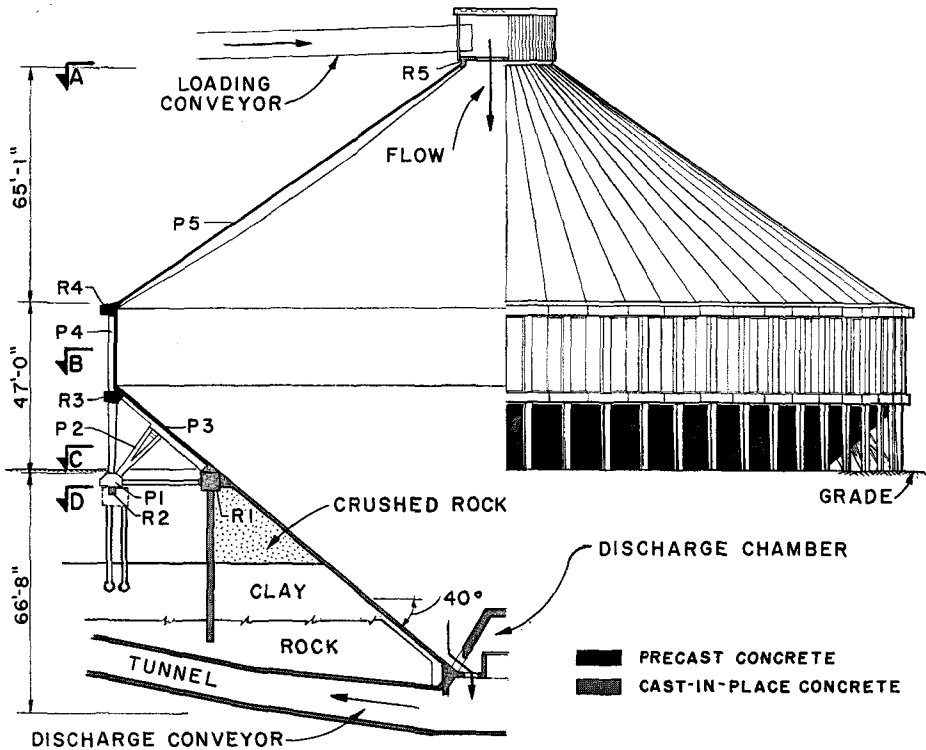 A
R5
LOADING
CONVEYOR
FLOW
65'-1"
P5
R4
P4
B
47'-0"
R3
P2
P3
C
D
P1
R2
R1
GRADE
CRUSHED ROCK
DISCHARGE CHAMBER
CLAY
40°
66'-8"
ROCK
TUNNEL
PRECAST CONCRETE
CAST-IN-PLACE CONCRETE
DISCHARGE CONVEYOR